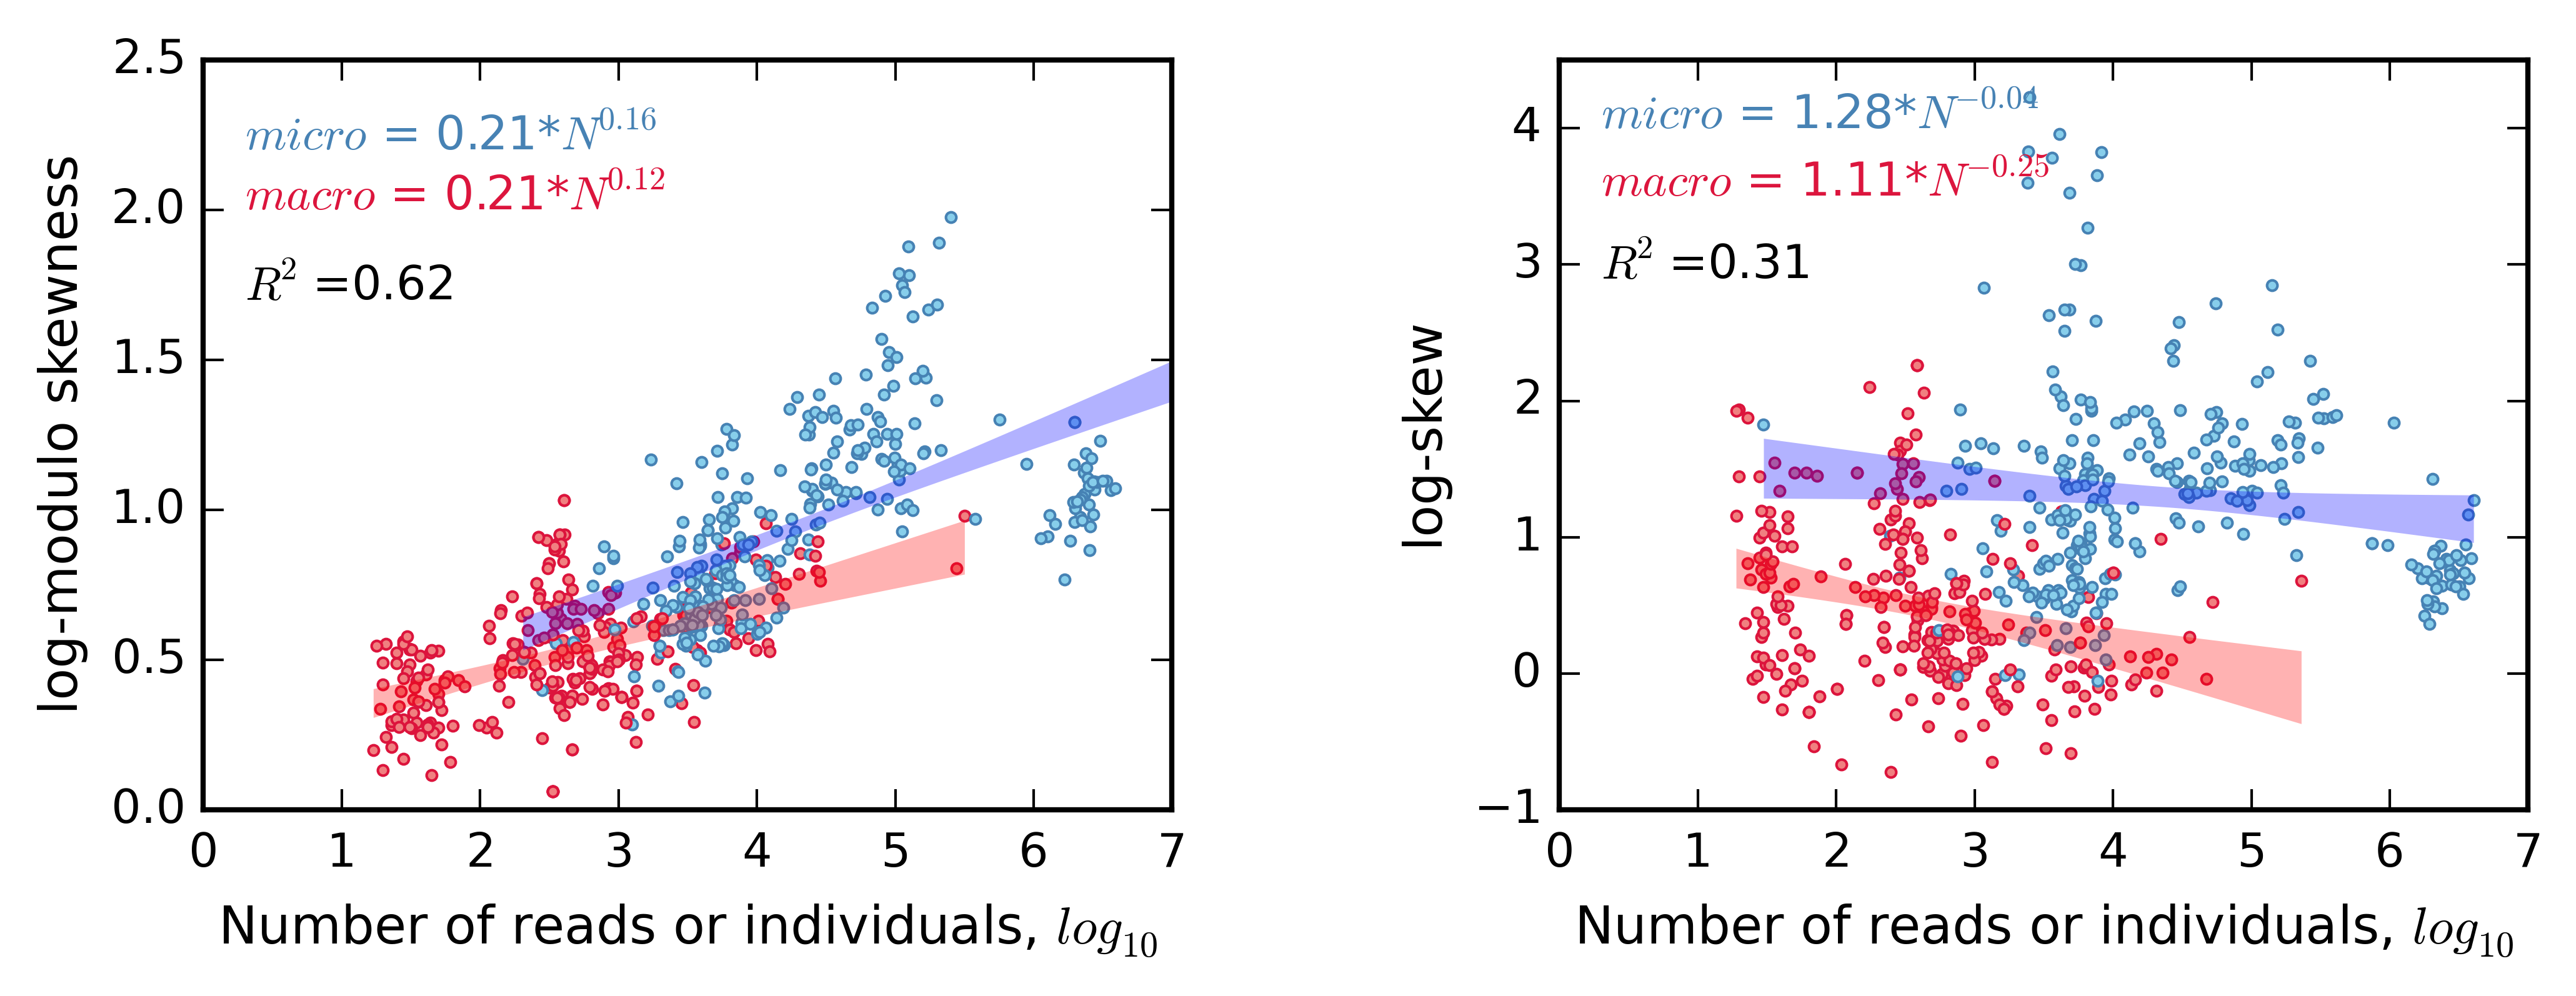 2.5
2.0
1.5
1.0
0.5
0.0
log-modulo skewness
micro = 0.21*N^0.16
macro = 0.21*N^0.12
R^2 =0.62
0 1 2 3 4 5 6 7
Number of reads or individuals, log_10
4
3
2
1
0
−1
log-skew
micro = 1.28*N^−0.04
macro = 1.11*N^−0.25
R^2 =0.31
0 1 2 3 4 5 6 7
Number of reads or individuals, log_10